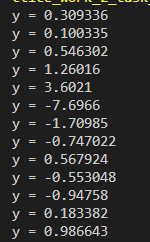 y = 0.309336
y = 0.100335
y = 0.546302
y = 1.26016
y = 3.6021
y = -7.6966
y = -1.70985
y = -0.747022
y = 0.567924
y = -0.553048
y = -0.94758
y = 0.183382
y = 0.986643